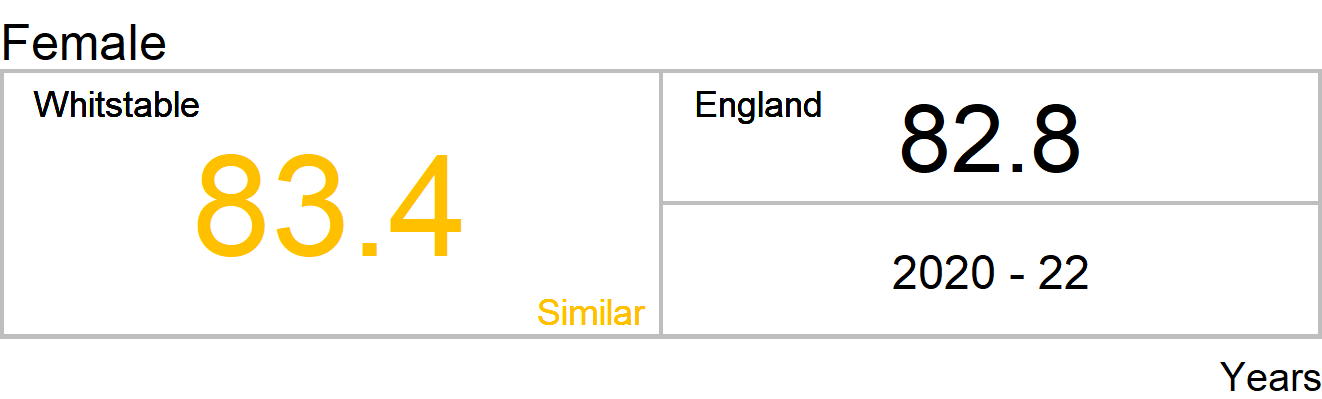 Female
Whitstable
83.4
Similar
England
82.8
2020 - 22
Years